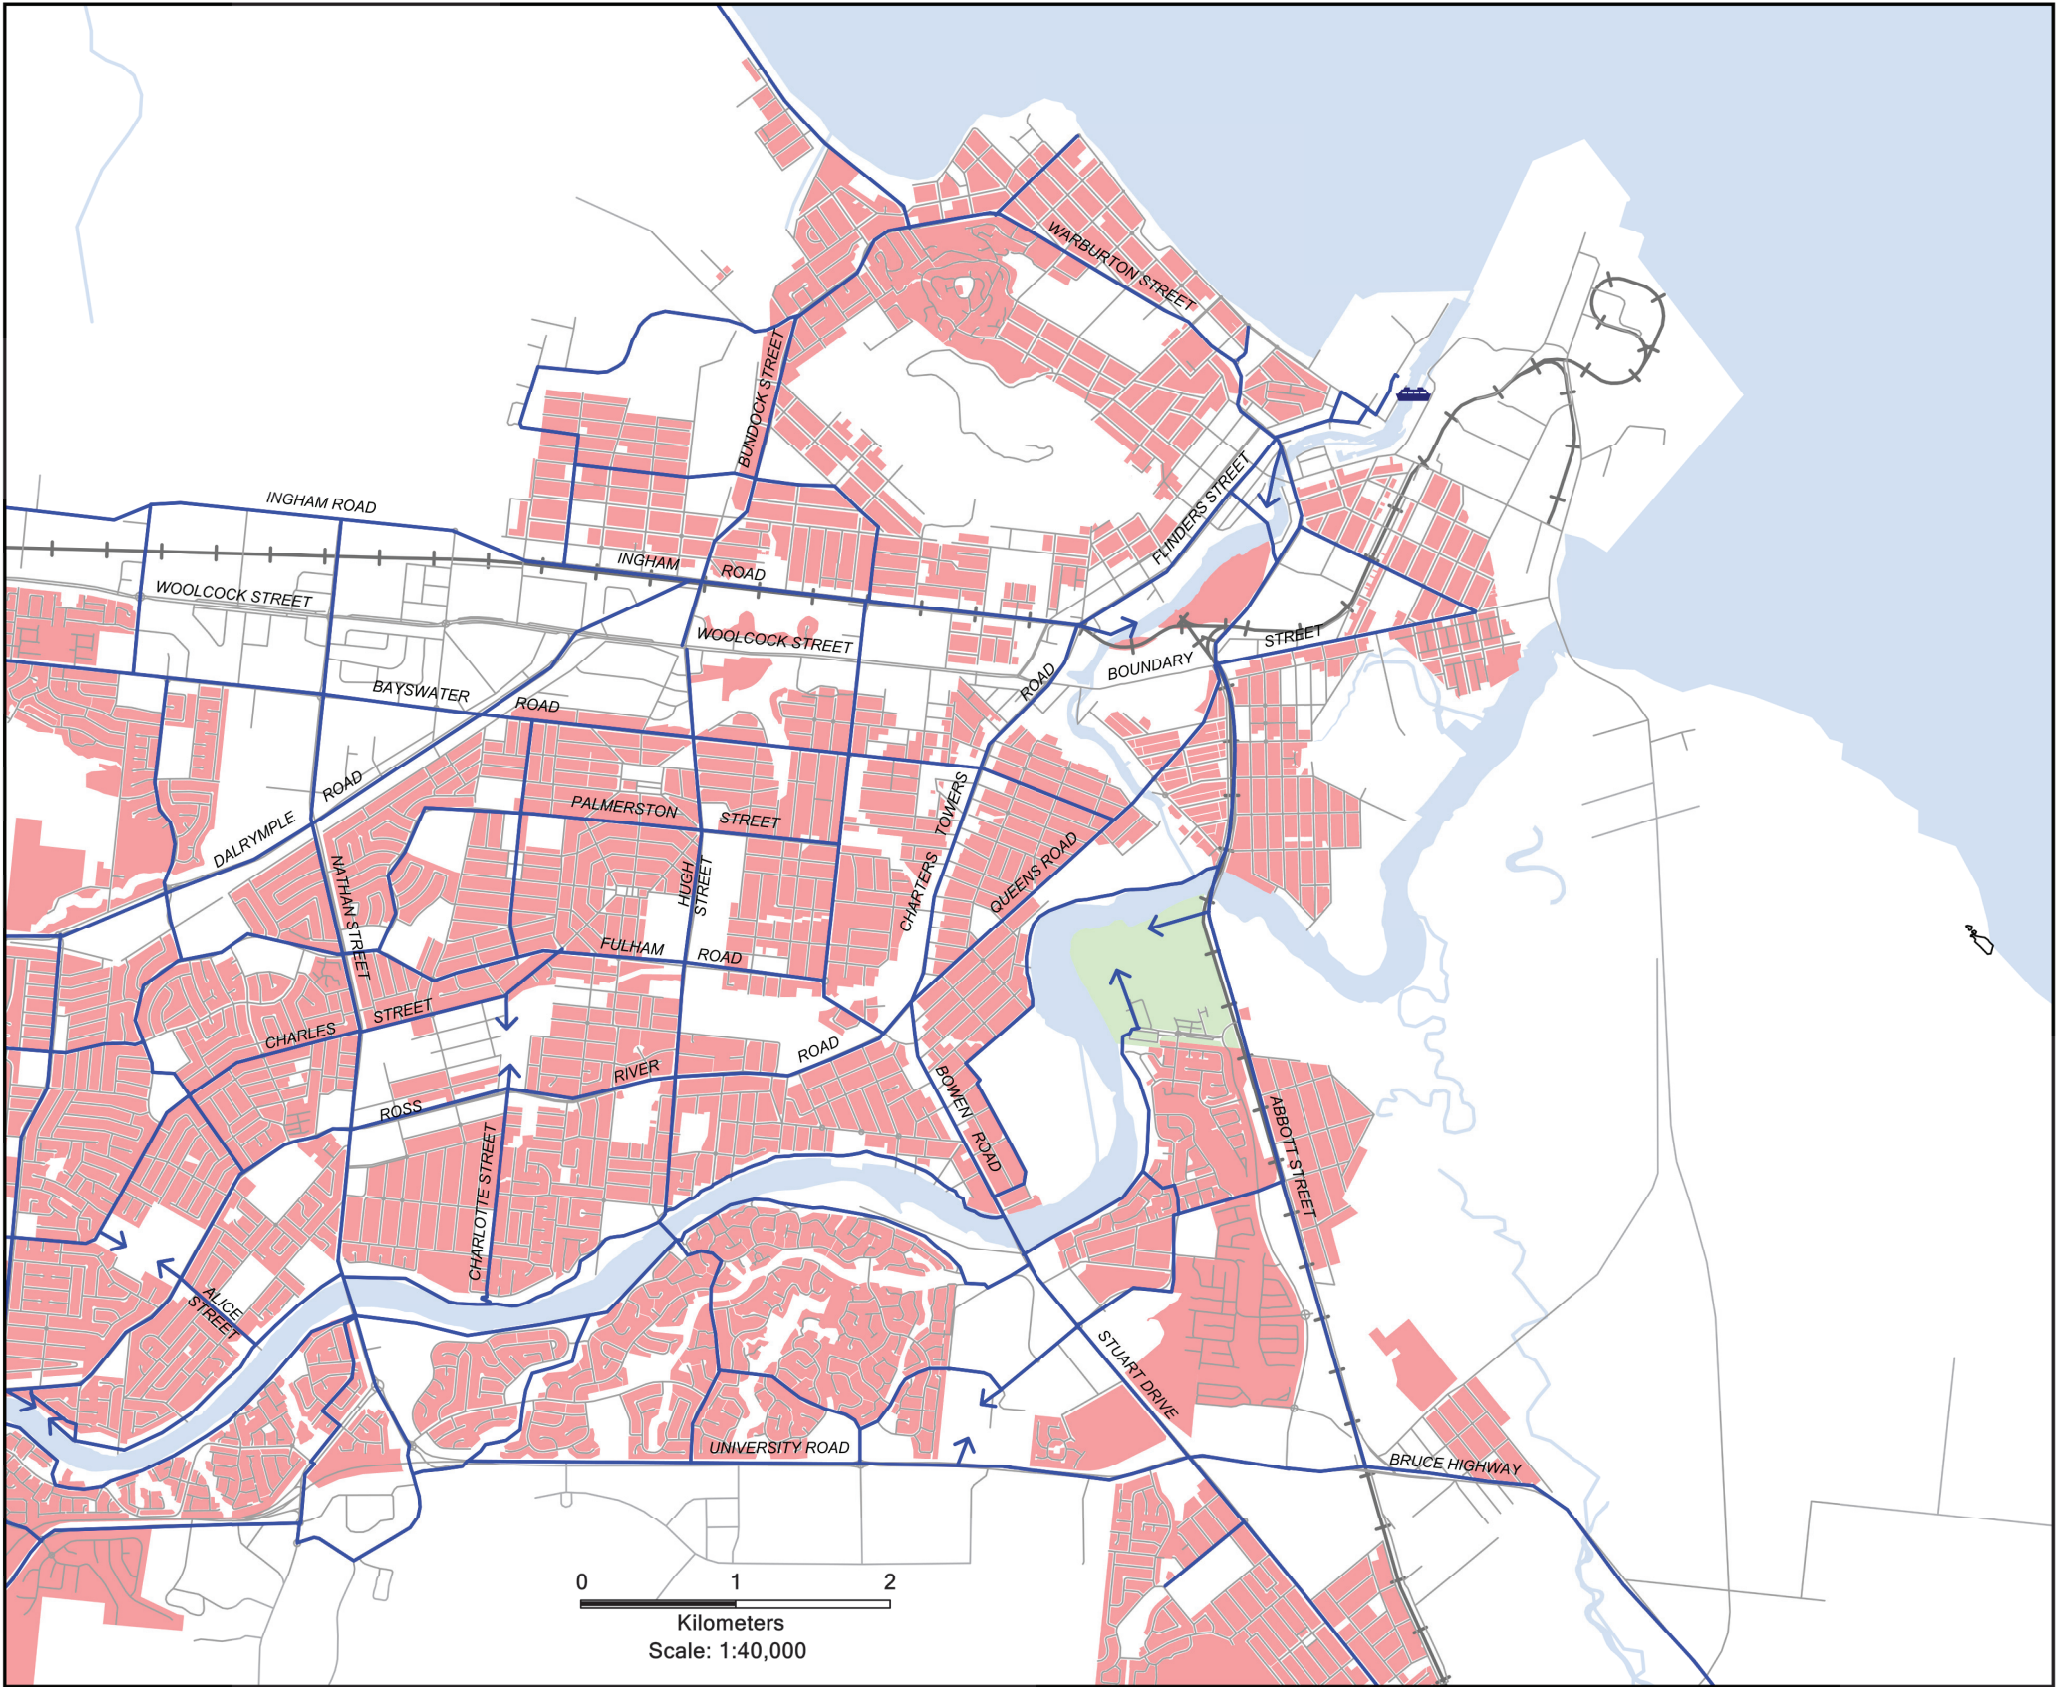 WARBURTON STREET
BUNDOCK STREET
FLINDERS STREET
INGHAM ROAD
INGHAM
ROAD
WOOLCOCK STREET
WOOLCOCK STREET
STREET
BOUNDARY
ROAD
BAYSWATER
ROAD
ROAD
DALRYMPLE
PALMERSTON
STREET
TOWERS
CHARTERS
QUEENS ROAD
NATHAN STREET
HUGH
STREET
FULHAM
ROAD
STREET
CHARLES
ROAD
RIVER
ROSS
BOWEN
ROAD
ABBOTT STREET
CHARLOTTE STREET
ALICE
STREET
STUART DRIVE
UNIVERSITY ROAD
BRUCE HIGHWAY
0 1 2
Kilometers
Scale: 1:40,000